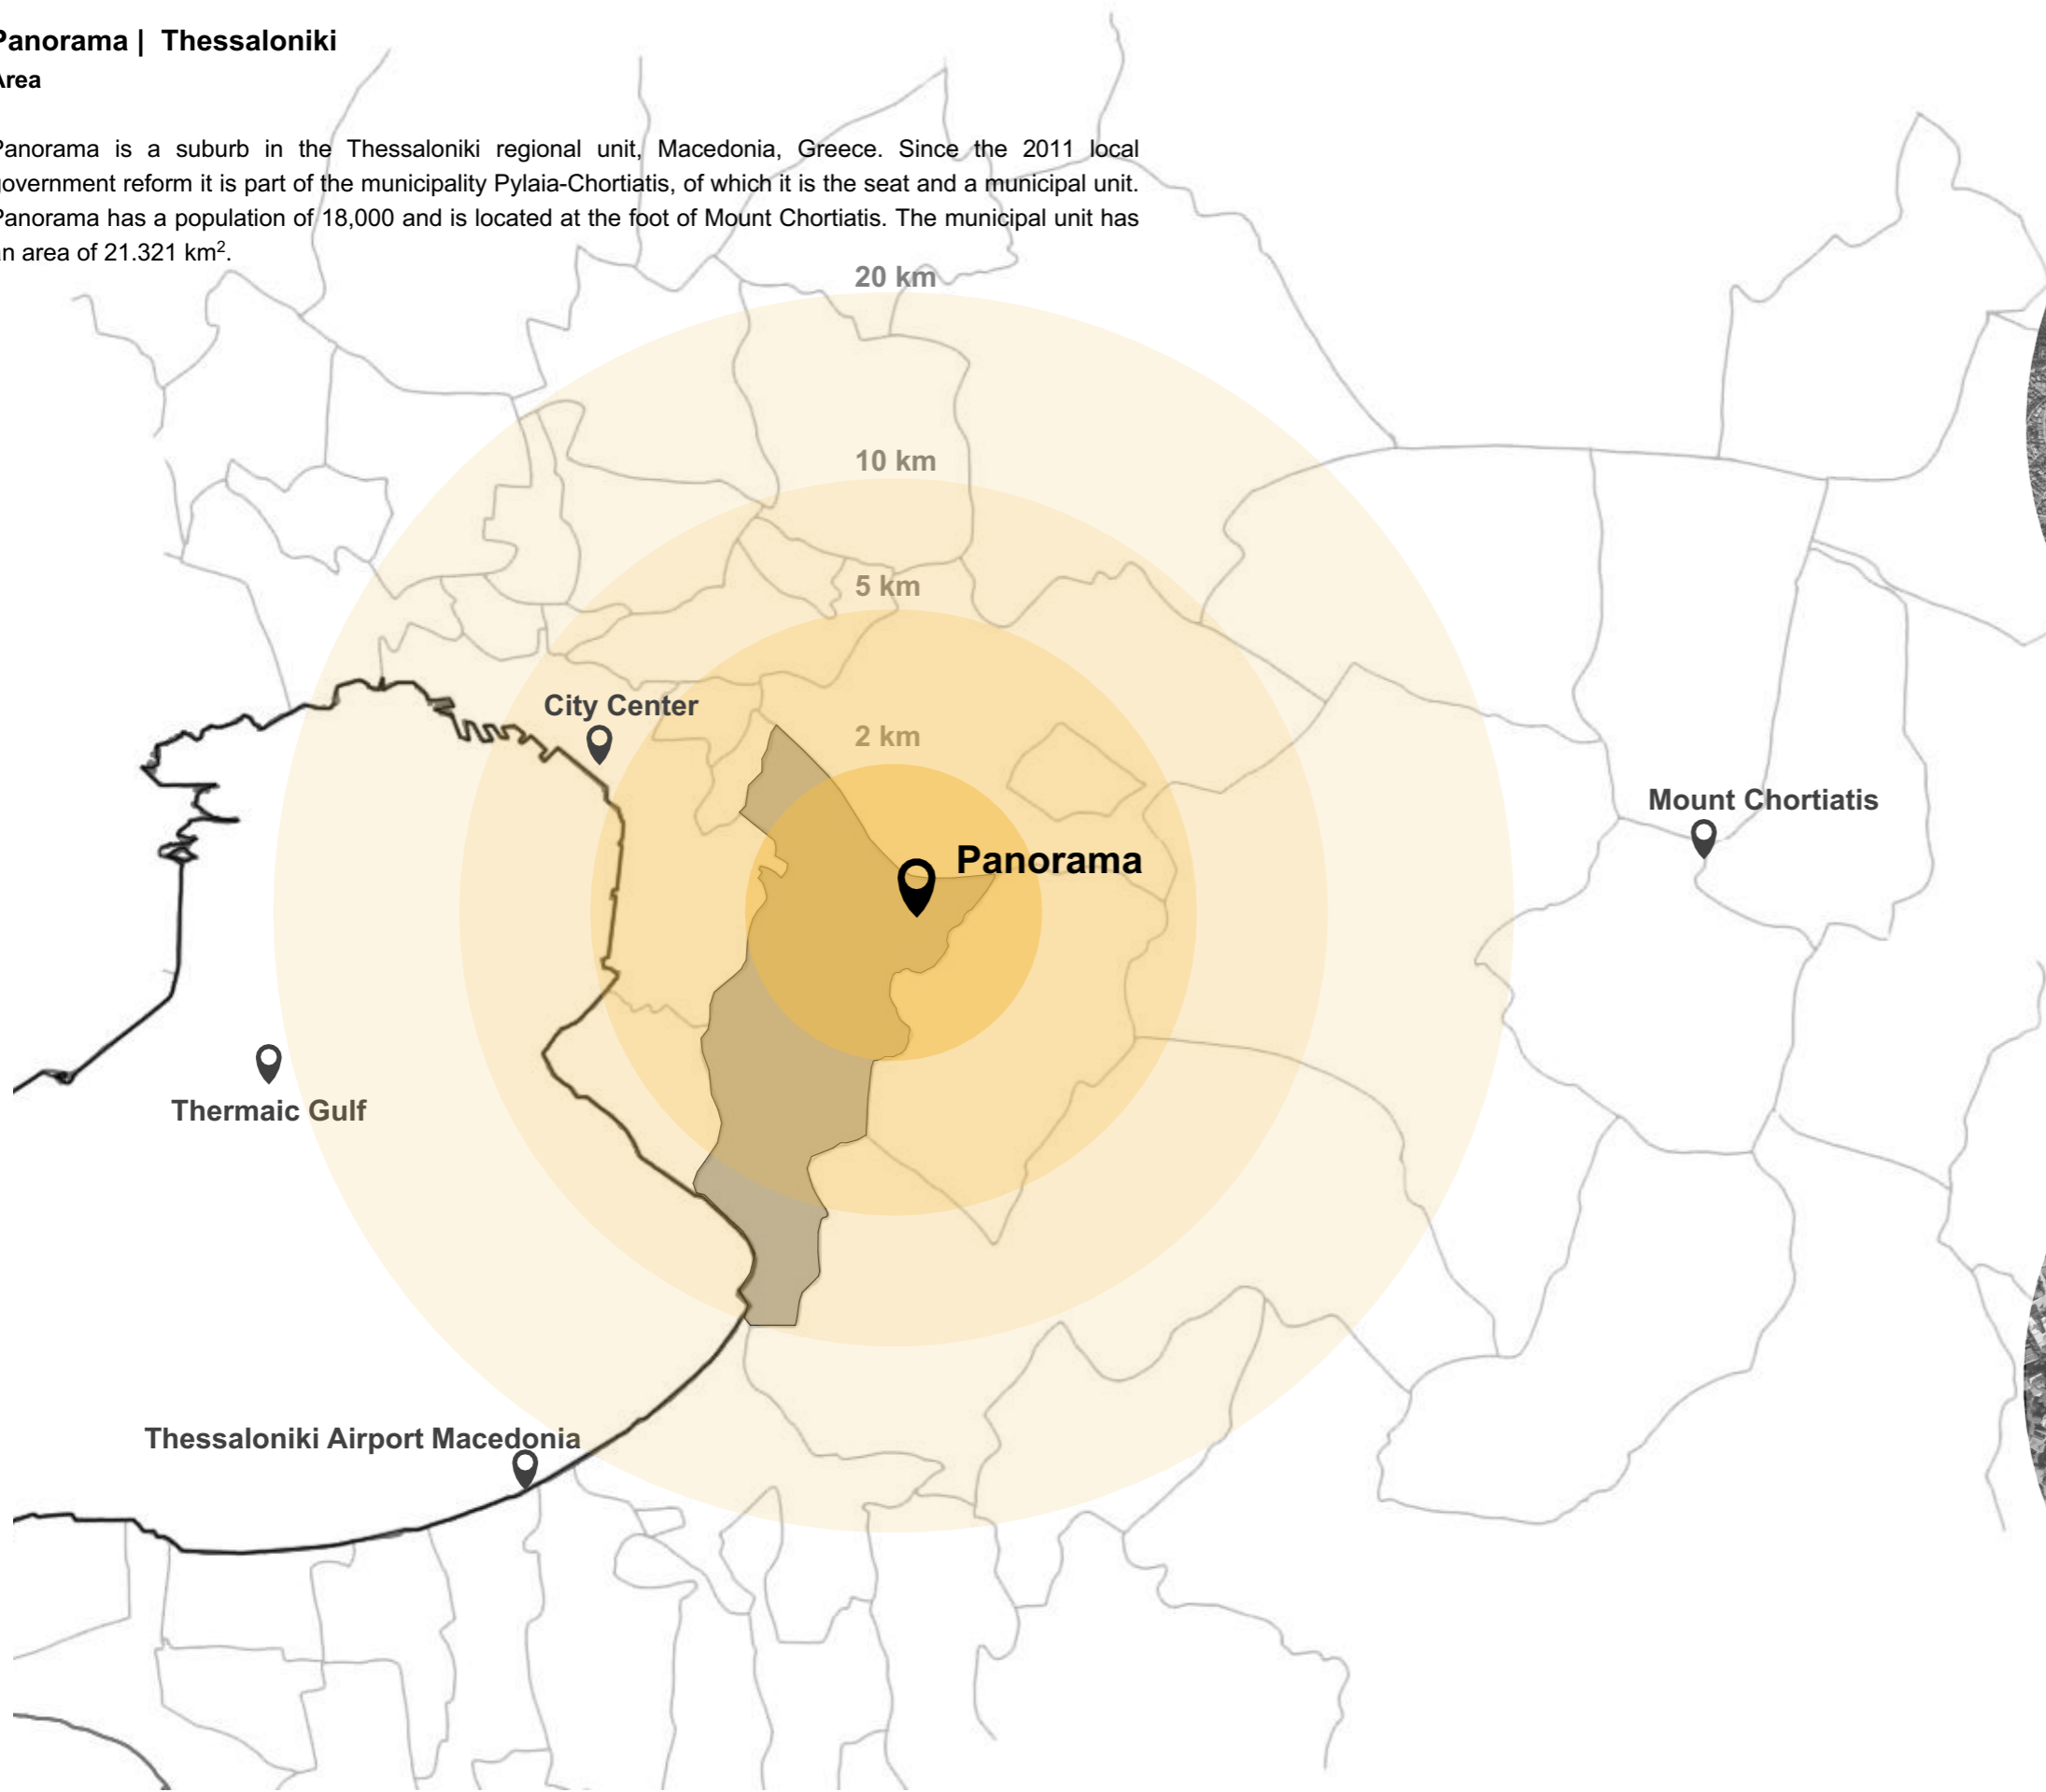 Panorama | Thessaloniki
Area
Panorama is a suburb in the Thessaloniki regional unit, Macedonia, Greece. Since the 2011 local
government reform it is part of the municipality Pylaia-Chortiatis, of which it is the seat and a municipal unit.
Panorama has a population of 18,000 and is located at the foot of Mount Chortiatis. The municipal unit has
an area of 21.321 km².
20 km
10 km
5 km
City Center
2 km
Mount Chortiatis
Panorama
Thermaic Gulf
Thessaloniki Airport Macedonia